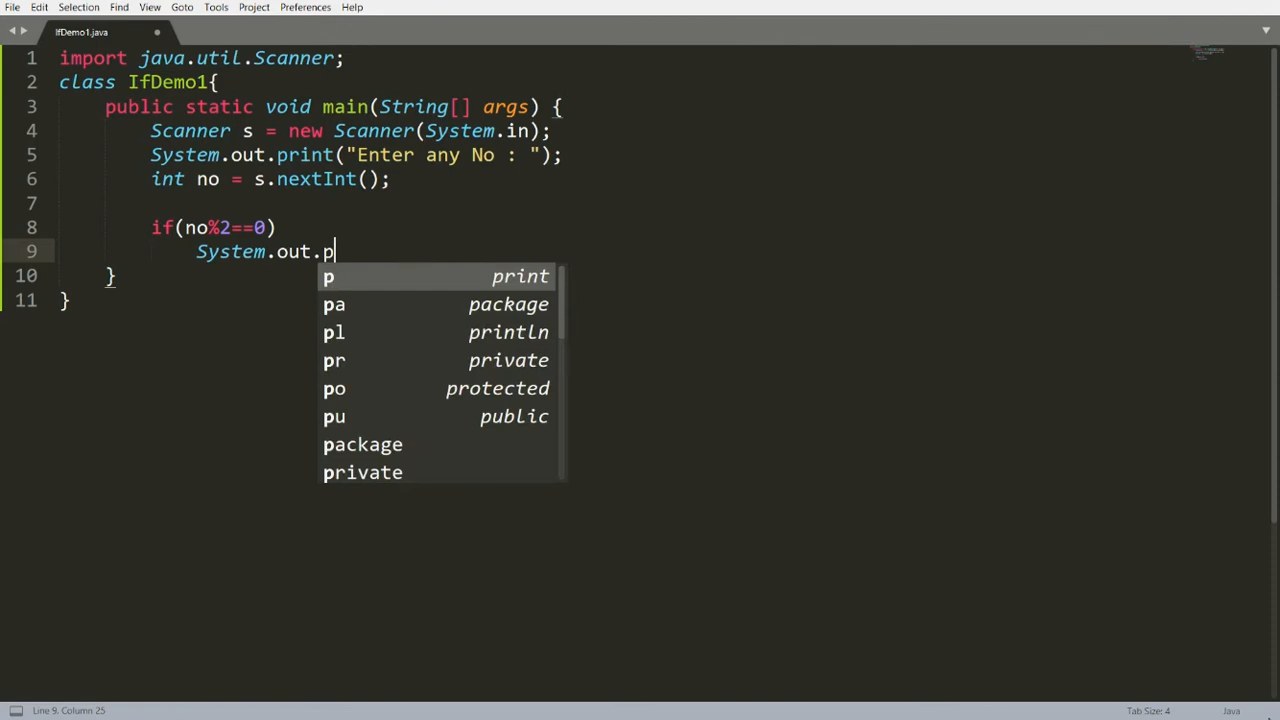 File Edit Selection Find View Goto Tools Project Preferences Help
IfDemo1.java
1 import java.util.Scanner;
2 class IfDemo1{
3 public static void main(String[] args) {
4 Scanner s = new Scanner(System.in);
5 System.out.print("Enter any No : ");
6 int no = s.nextInt();
7
8 if(no%2==0)
9 System.out.p
10 }
11 }
p print
pa package
pl println
pr private
po protected
pu public
package
private
Line 9, Column 25 Tab Size: 4 Java